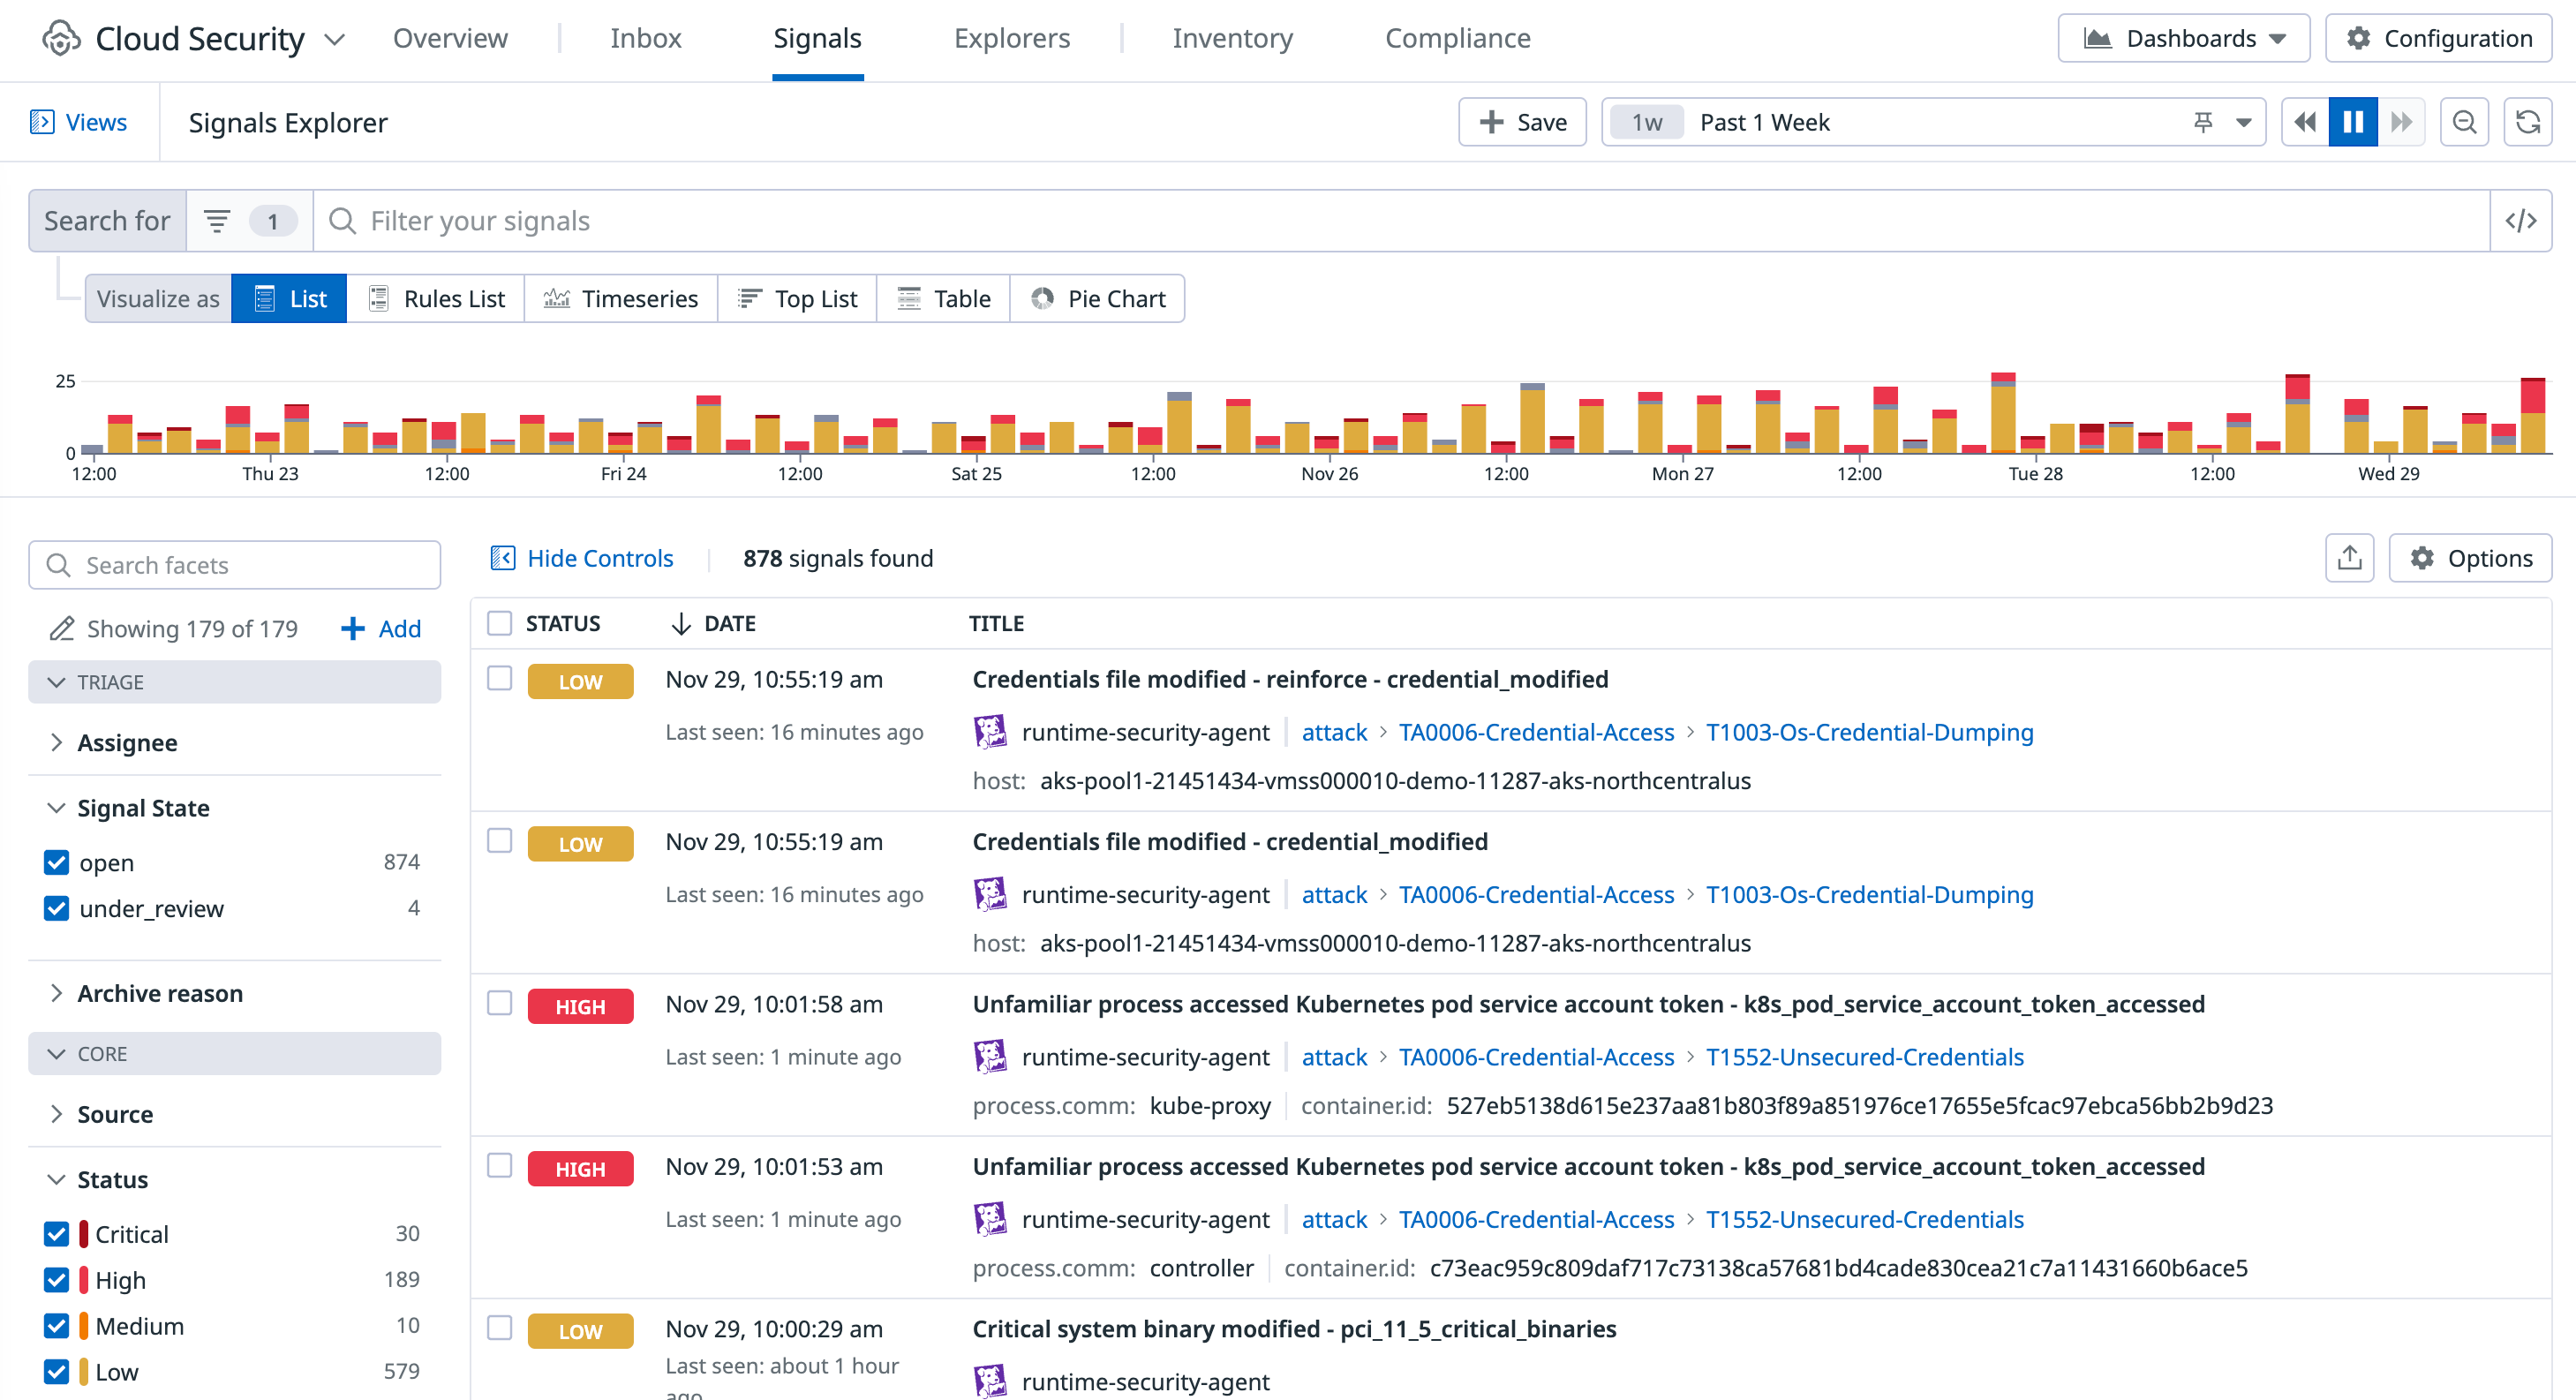 Cloud Security Overview Inbox Signals Explorers Inventory Compliance Dashboards Configuration
Views Signals Explorer Save 1w Past 1 Week
Search for 1 Filter your signals </>
Visualize as List Rules List Timeseries Top List Table Pie Chart
25
0
12:00 Thu 23 12:00 Fri 24 12:00 Sat 25 12:00 Nov 26 12:00 Mon 27 12:00 Tue 28 12:00 Wed 29
Search facets
Showing 179 of 179 Add
TRIAGE
Assignee
Signal State
open 874
under_review 4
Archive reason
CORE
Source
Status
Critical 30
High 189
Medium 10
Low 579
Hide Controls 878 signals found Options
STATUS DATE TITLE
LOW Nov 29, 10:55:19 am Credentials file modified - reinforce - credential_modified
Last seen: 16 minutes ago runtime-security-agent attack > TA0006-Credential-Access > T1003-Os-Credential-Dumping
host: aks-pool1-21451434-vmss000010-demo-11287-aks-northcentralus
LOW Nov 29, 10:55:19 am Credentials file modified - credential_modified
Last seen: 16 minutes ago runtime-security-agent attack > TA0006-Credential-Access > T1003-Os-Credential-Dumping
host: aks-pool1-21451434-vmss000010-demo-11287-aks-northcentralus
HIGH Nov 29, 10:01:58 am Unfamiliar process accessed Kubernetes pod service account token - k8s_pod_service_account_token_accessed
Last seen: 1 minute ago runtime-security-agent attack > TA0006-Credential-Access > T1552-Unsecured-Credentials
process.comm: kube-proxy container.id: 527eb5138d615e237aa81b803f89a851976ce17655e5fcac97ebca56bb2b9d23
HIGH Nov 29, 10:01:53 am Unfamiliar process accessed Kubernetes pod service account token - k8s_pod_service_account_token_accessed
Last seen: 1 minute ago runtime-security-agent attack > TA0006-Credential-Access > T1552-Unsecured-Credentials
process.comm: controller container.id: c73eac959c809daf717c73138ca57681bd4cade830cea21c7a11431660b6ace5
LOW Nov 29, 10:00:29 am Critical system binary modified - pci_11_5_critical_binaries
Last seen: about 1 hour
ago runtime-security-agent